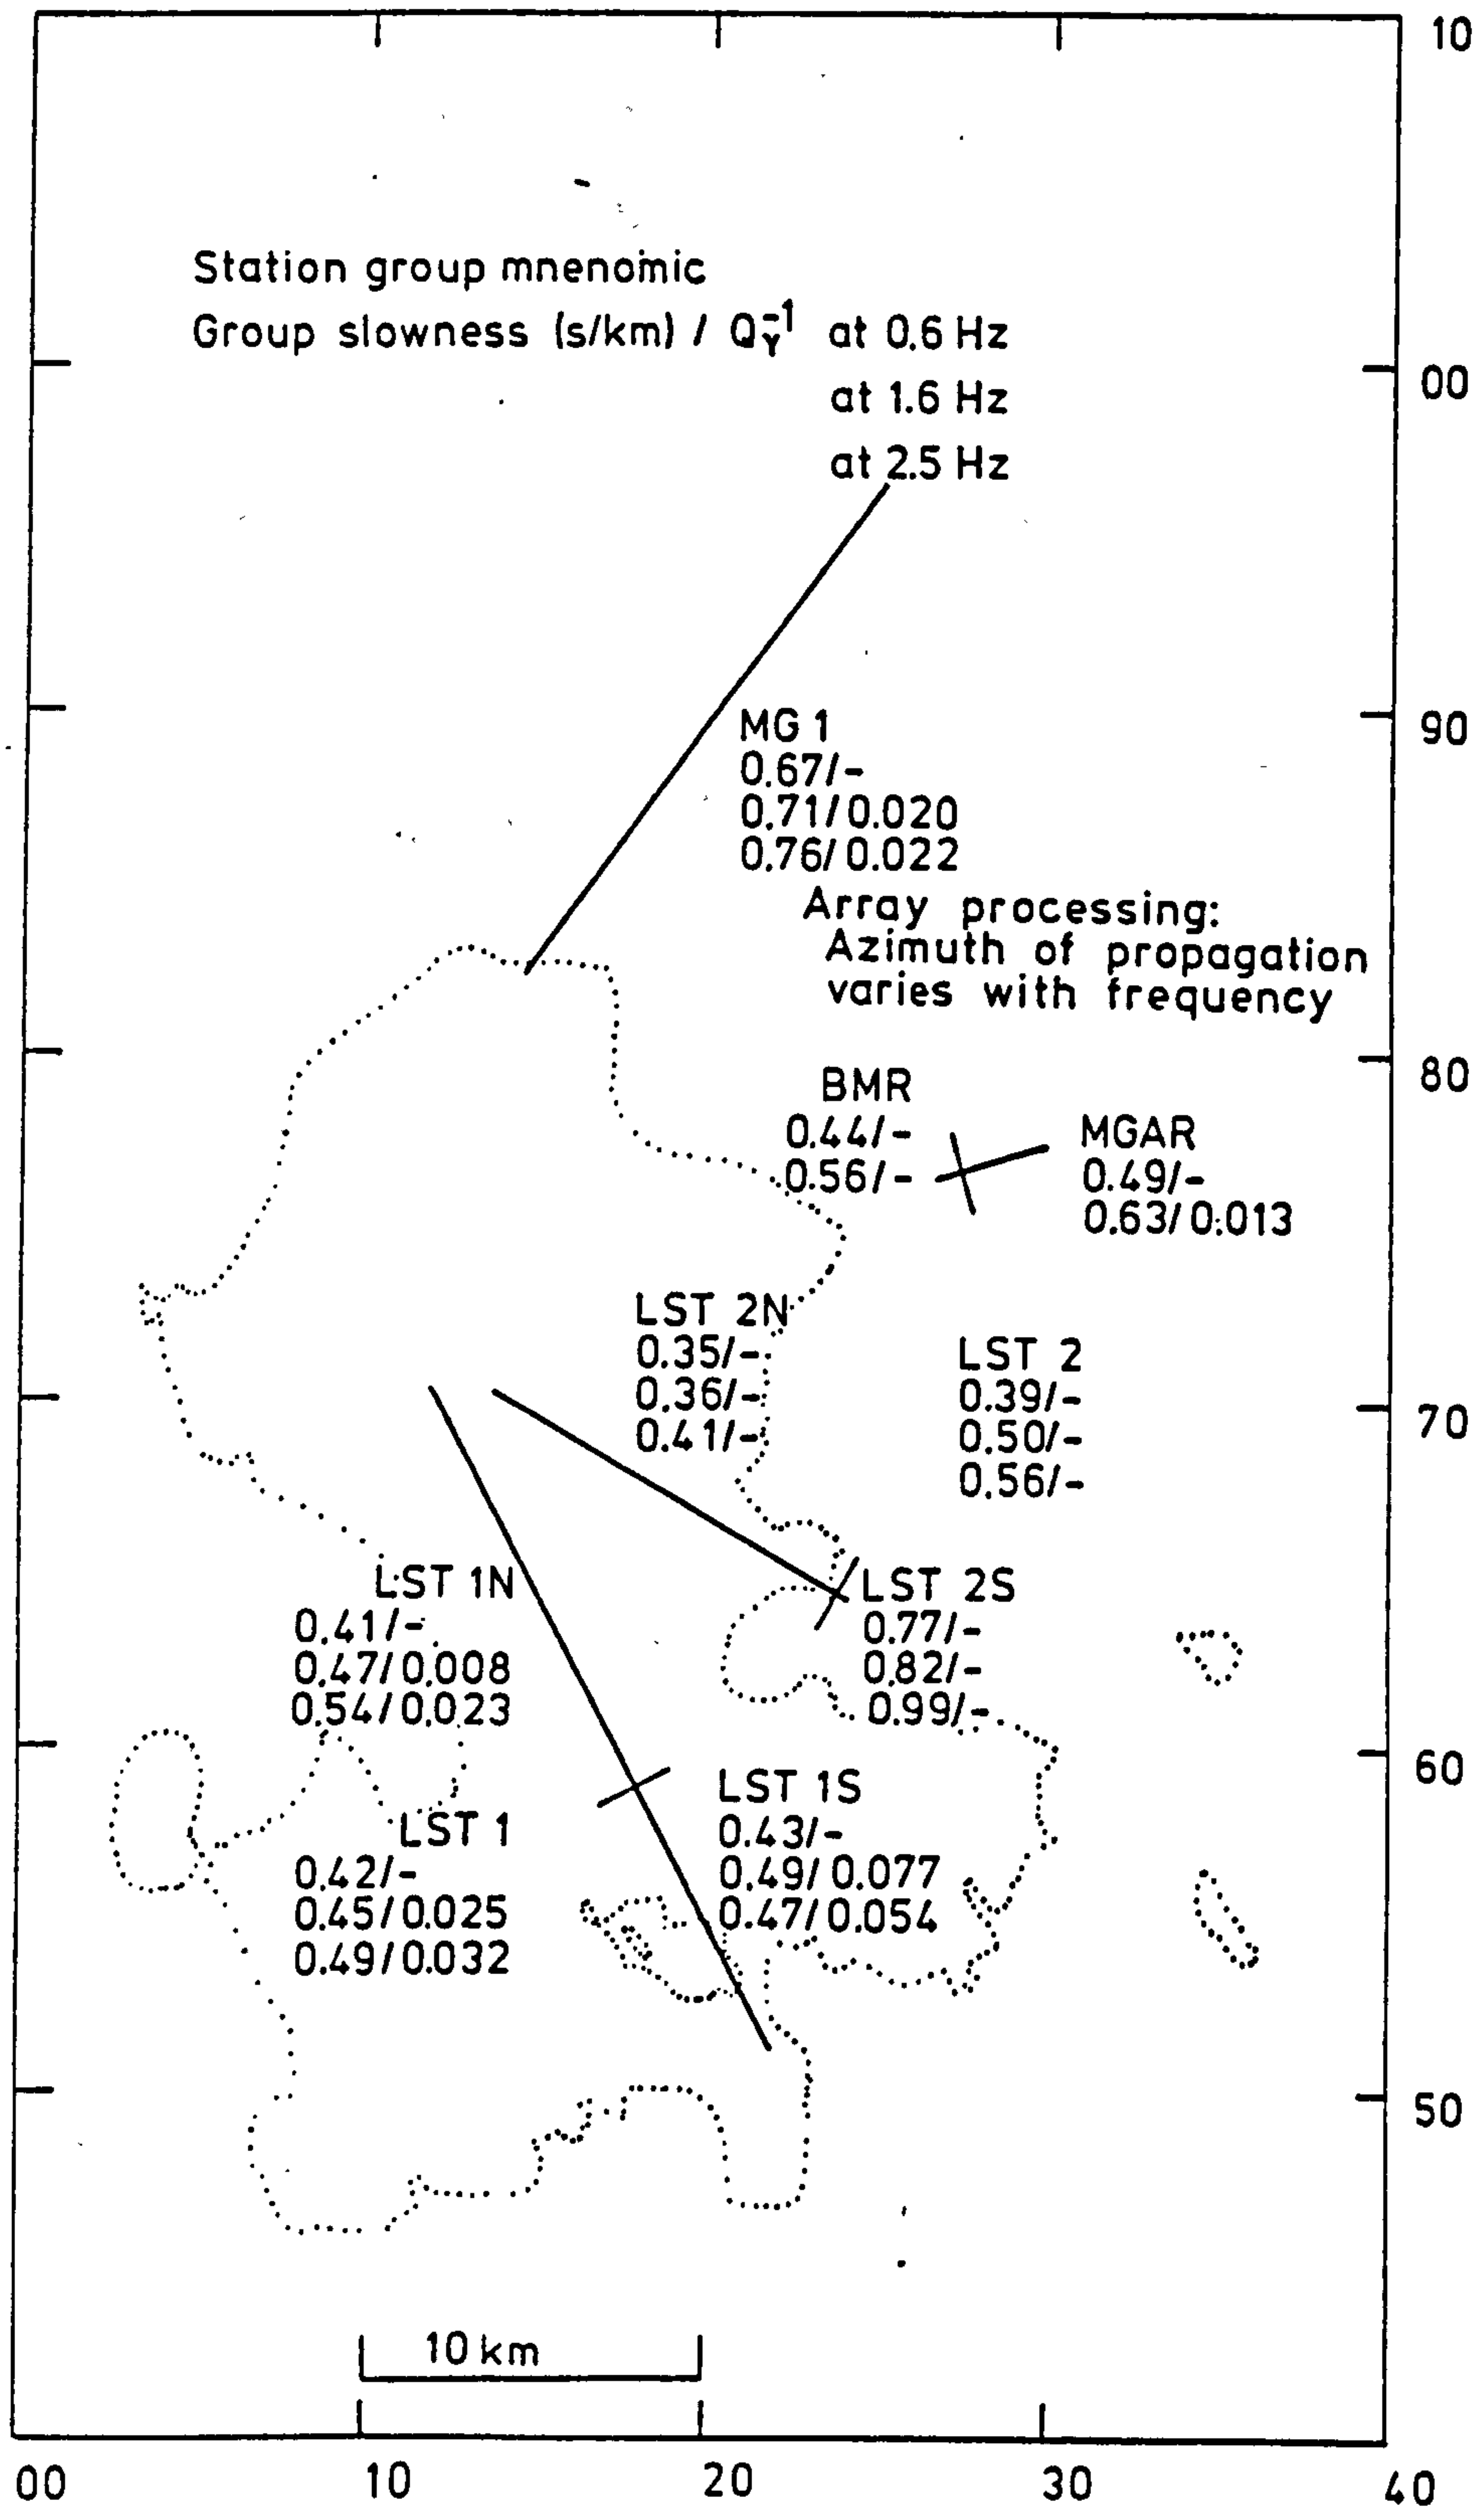 10
Station group mnenomic
Group slowness (s/km) / Qγ⁻¹ at 0.6 Hz
at 1.6 Hz
00
at 2.5 Hz
MG 1
90
0.67/-
0.71/0.020
0.76/0.022
Array processing:
Azimuth of propagation
varies with frequency
80
BMR
0.44/-
0.56/-
MGAR
0.49/-
0.63/0.013
LST 2N
0.35/-
0.36/-
0.41/-
LST 2
0.39/-
0.50/-
0.56/-
70
LST 1N
0.41/-
0.47/0.008
0.54/0.023
LST 2S
0.77/-
0.82/-
0.99/-
60
LST 1
0.42/-
0.45/0.025
0.49/0.032
LST 1S
0.43/-
0.49/0.077
0.47/0.054
50
10 km
00 10 20 30 40